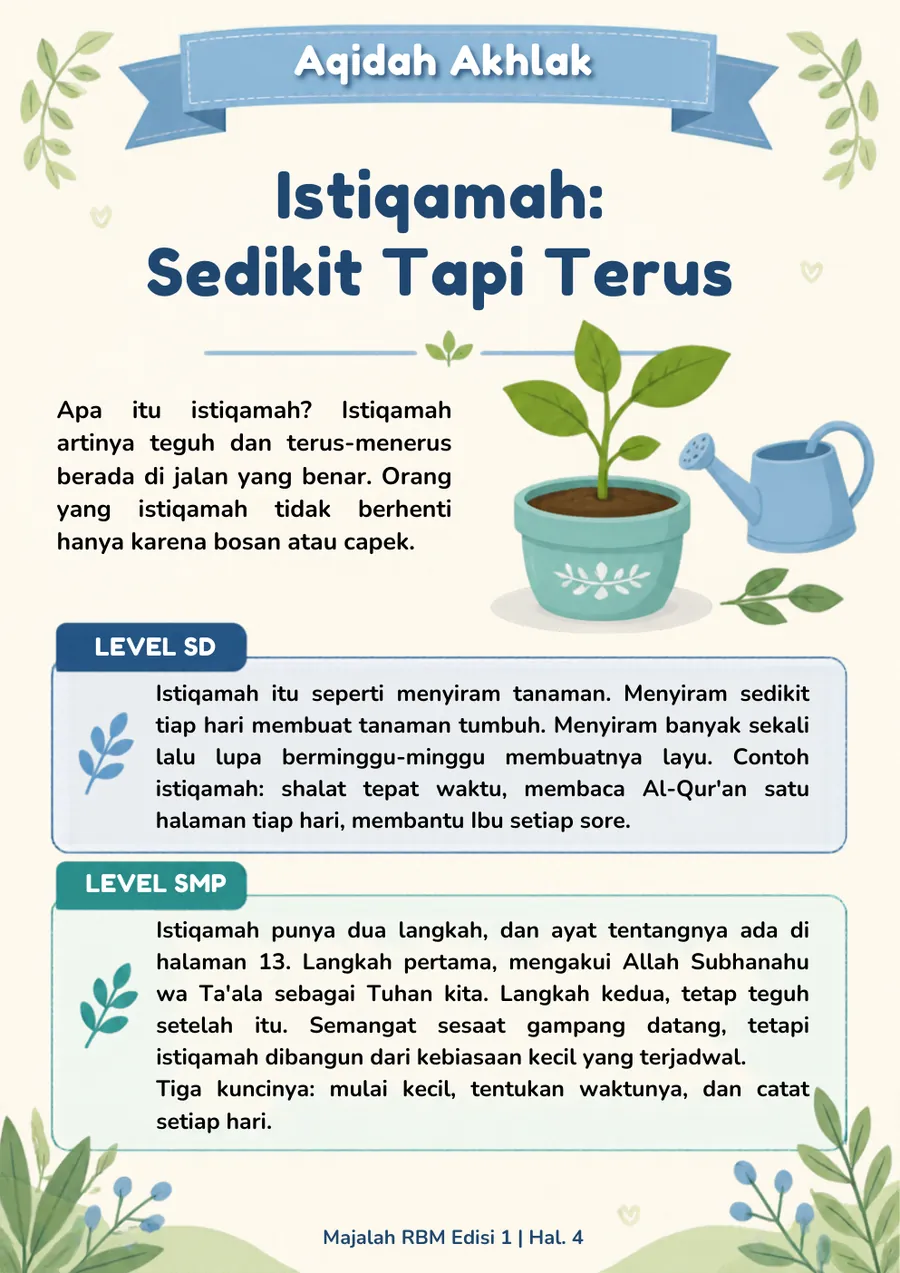 Aqidah Akhlak
Istiqamah:
Sedikit Tapi Terus
Apa itu istiqamah? Istiqamah
artinya teguh dan terus-menerus
berada di jalan yang benar. Orang
yang istiqamah tidak berhenti
hanya karena bosan atau capek.
LEVEL SD
Istiqamah itu seperti menyiram tanaman. Menyiram sedikit
tiap hari membuat tanaman tumbuh. Menyiram banyak sekali
lalu lupa berminggu-minggu membuatnya layu. Contoh
istiqamah: shalat tepat waktu, membaca Al-Qur'an satu
halaman tiap hari, membantu Ibu setiap sore.
LEVEL SMP
Istiqamah punya dua langkah, dan ayat tentangnya ada di
halaman 13. Langkah pertama, mengakui Allah Subhanahu
wa Ta'ala sebagai Tuhan kita. Langkah kedua, tetap teguh
setelah itu. Semangat sesaat gampang datang, tetapi
istiqamah dibangun dari kebiasaan kecil yang terjadwal.
Tiga kuncinya: mulai kecil, tentukan waktunya, dan catat
setiap hari.
Majalah RBM Edisi 1 | Hal. 4